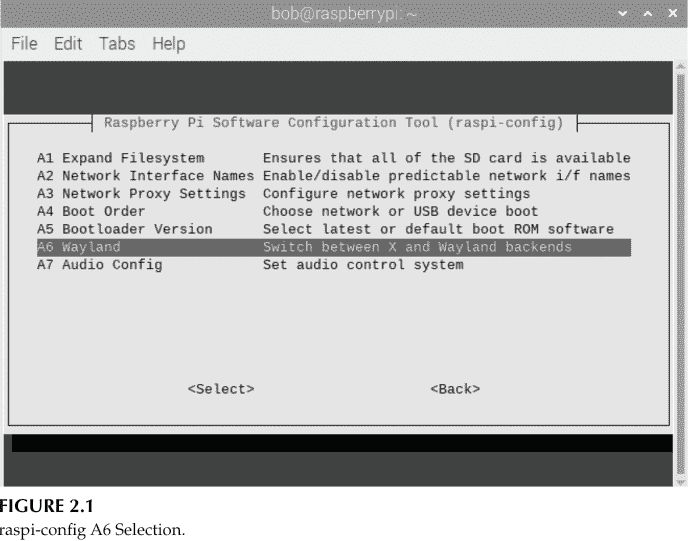 bob@raspberrypi: ~
File Edit Tabs Help
Raspberry Pi Software Configuration Tool (raspi-config)
A1 Expand Filesystem Ensures that all of the SD card is available
A2 Network Interface Names Enable/disable predictable network i/f names
A3 Network Proxy Settings Configure network proxy settings
A4 Boot Order Choose network or USB device boot
A5 Bootloader Version Select latest or default boot ROM software
A6 Wayland Switch between X and Wayland backends
A7 Audio Config Set audio control system
<Select> <Back>
FIGURE 2.1
raspi-config A6 Selection.